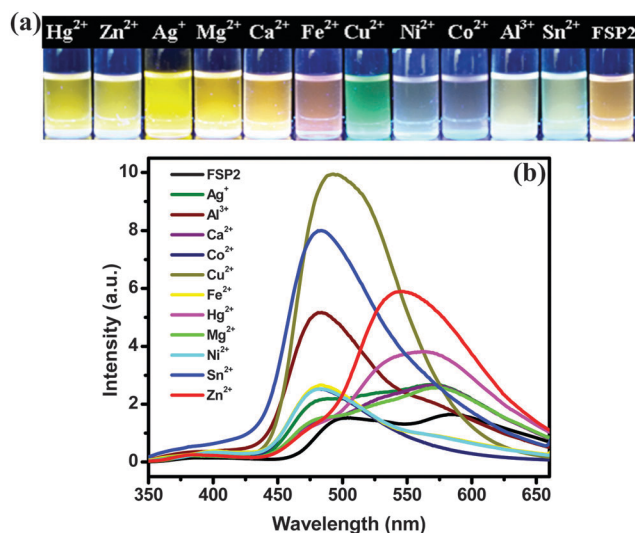 (a)
Hg²⁺ Zn²⁺ Ag⁺ Mg²⁺ Ca²⁺ Fe²⁺ Cu²⁺ Ni²⁺ Co²⁺ Al³⁺ Sn²⁺ FSP2
(b)
10
8
6
4
2
0
Intensity (a.u.)
FSP2
Ag⁺
Al³⁺
Ca²⁺
Co²⁺
Cu²⁺
Fe²⁺
Hg²⁺
Mg²⁺
Ni²⁺
Sn²⁺
Zn²⁺
350 400 450 500 550 600 650
Wavelength (nm)